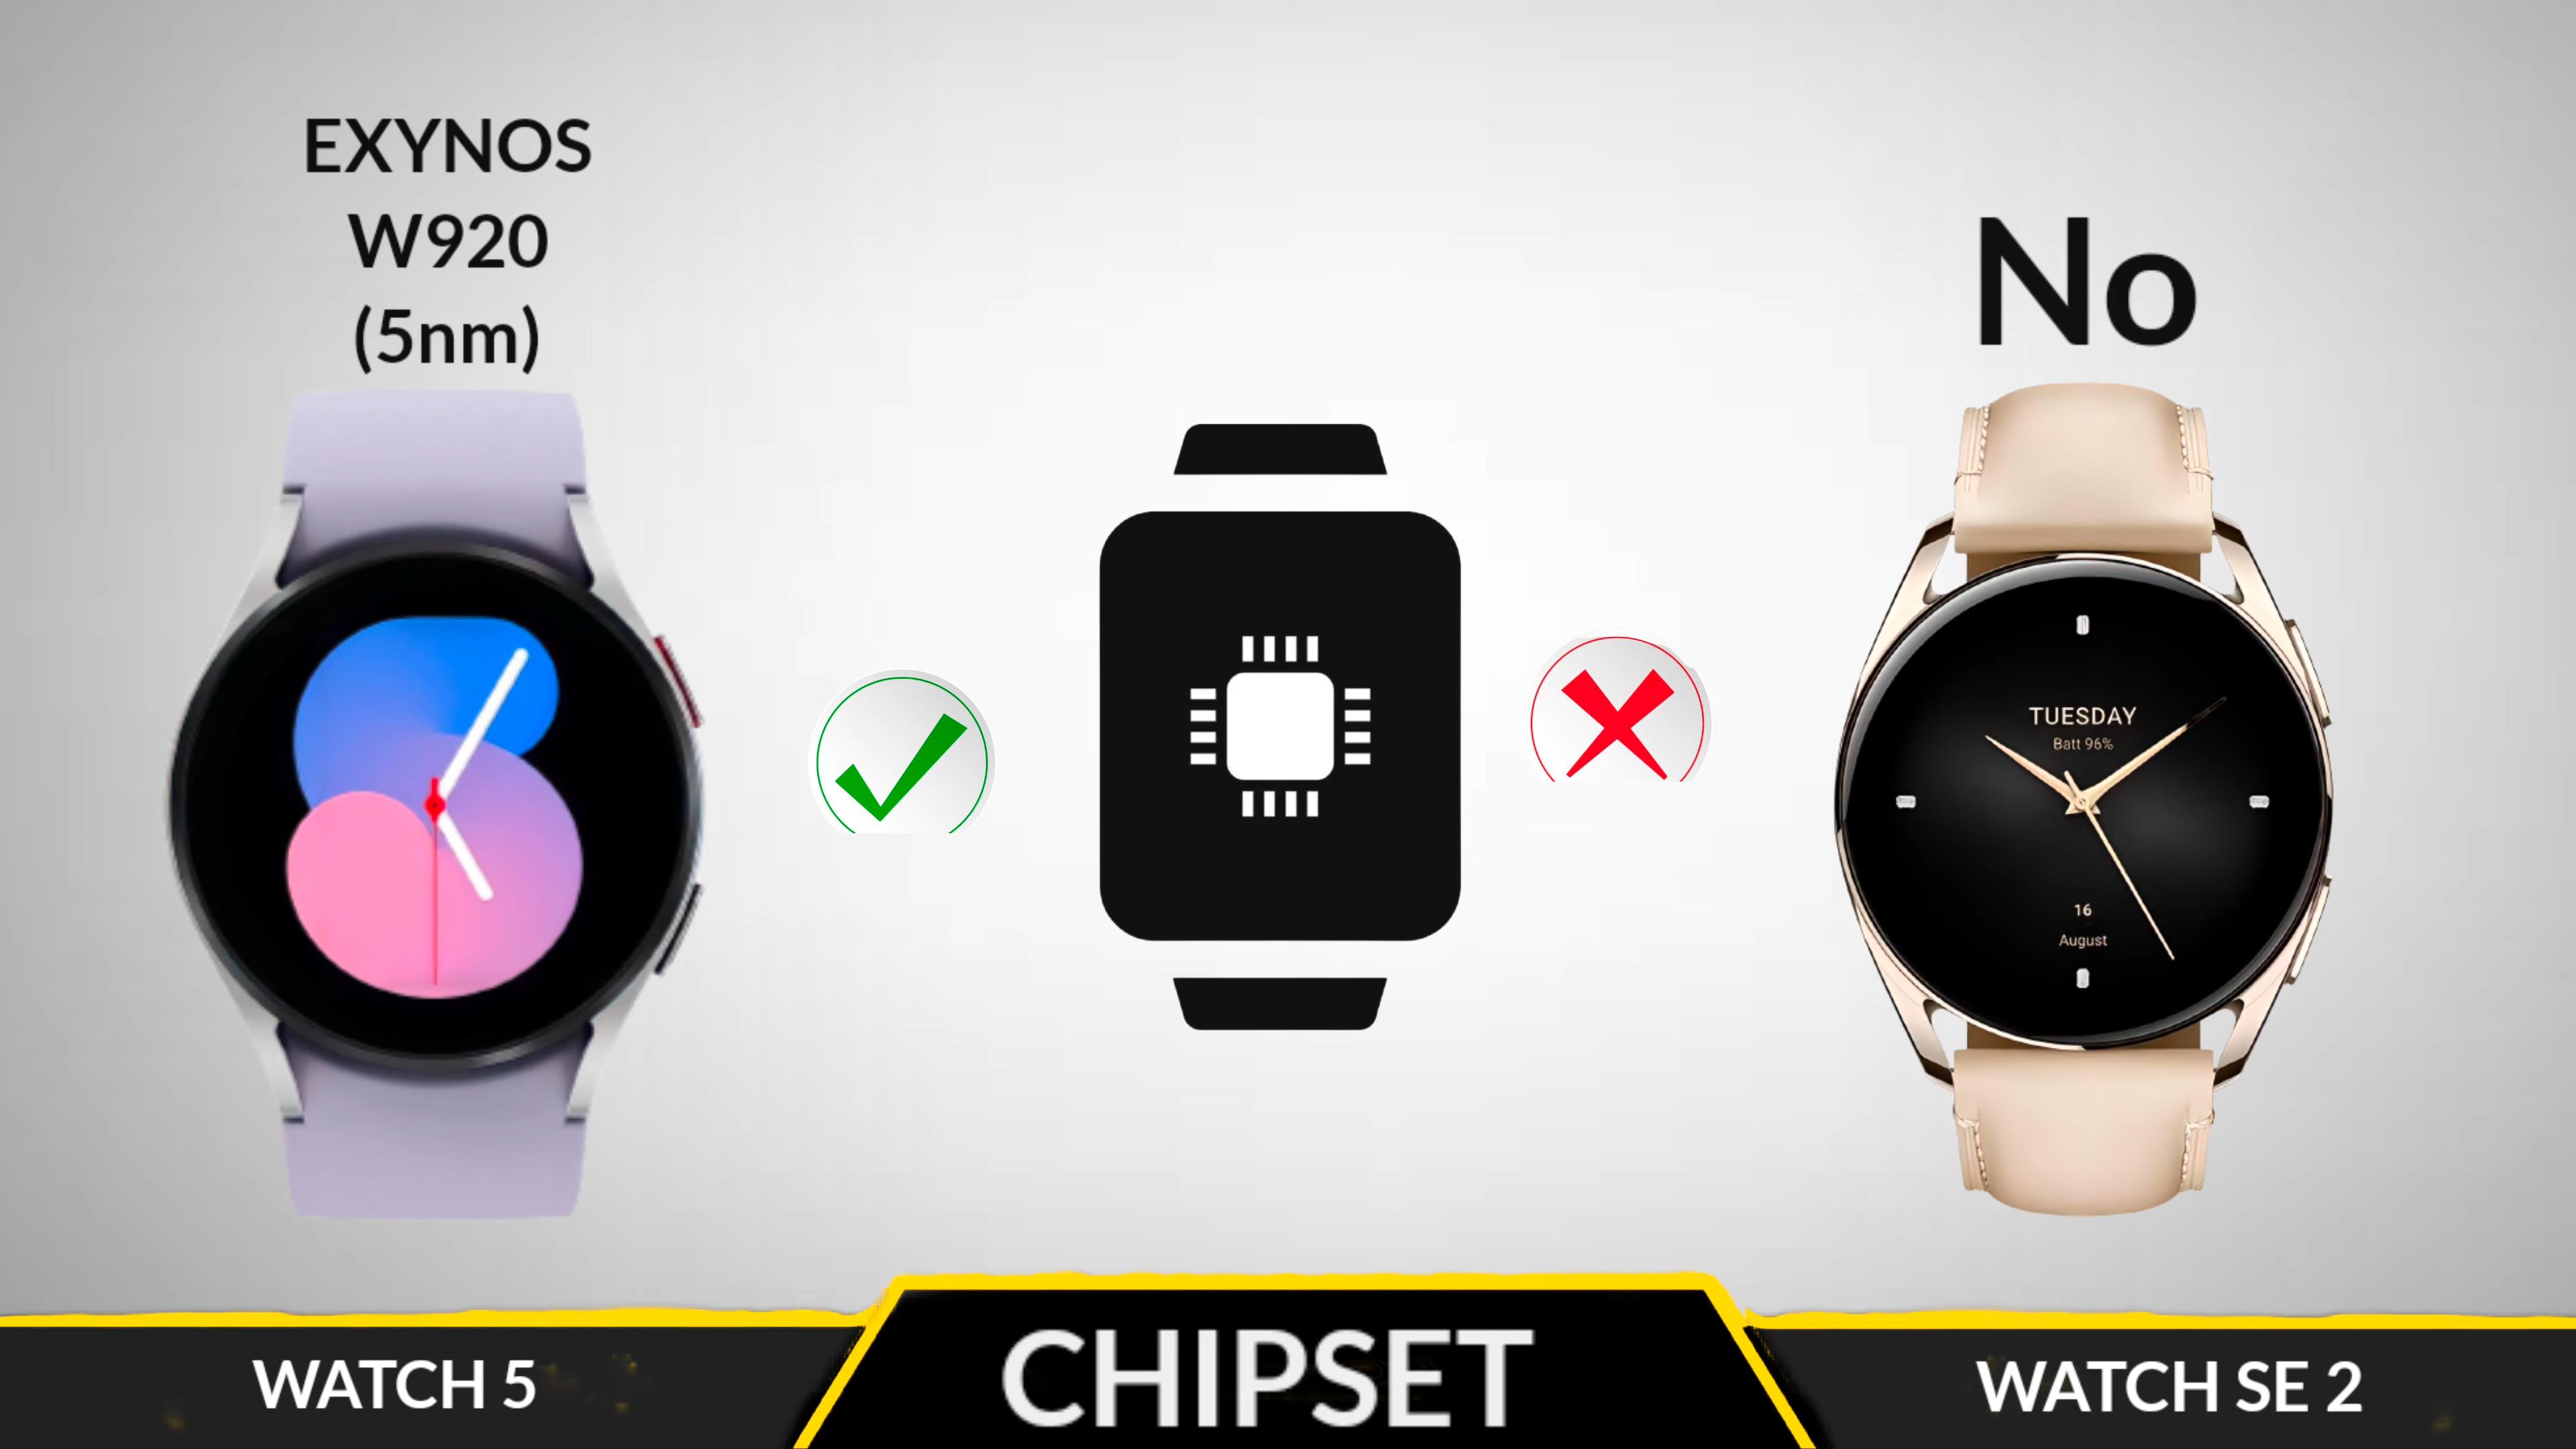 EXYNOS
W920
(5nm)
No
TUESDAY
Batt 96%
16
August
WATCH 5
CHIPSET
WATCH SE 2